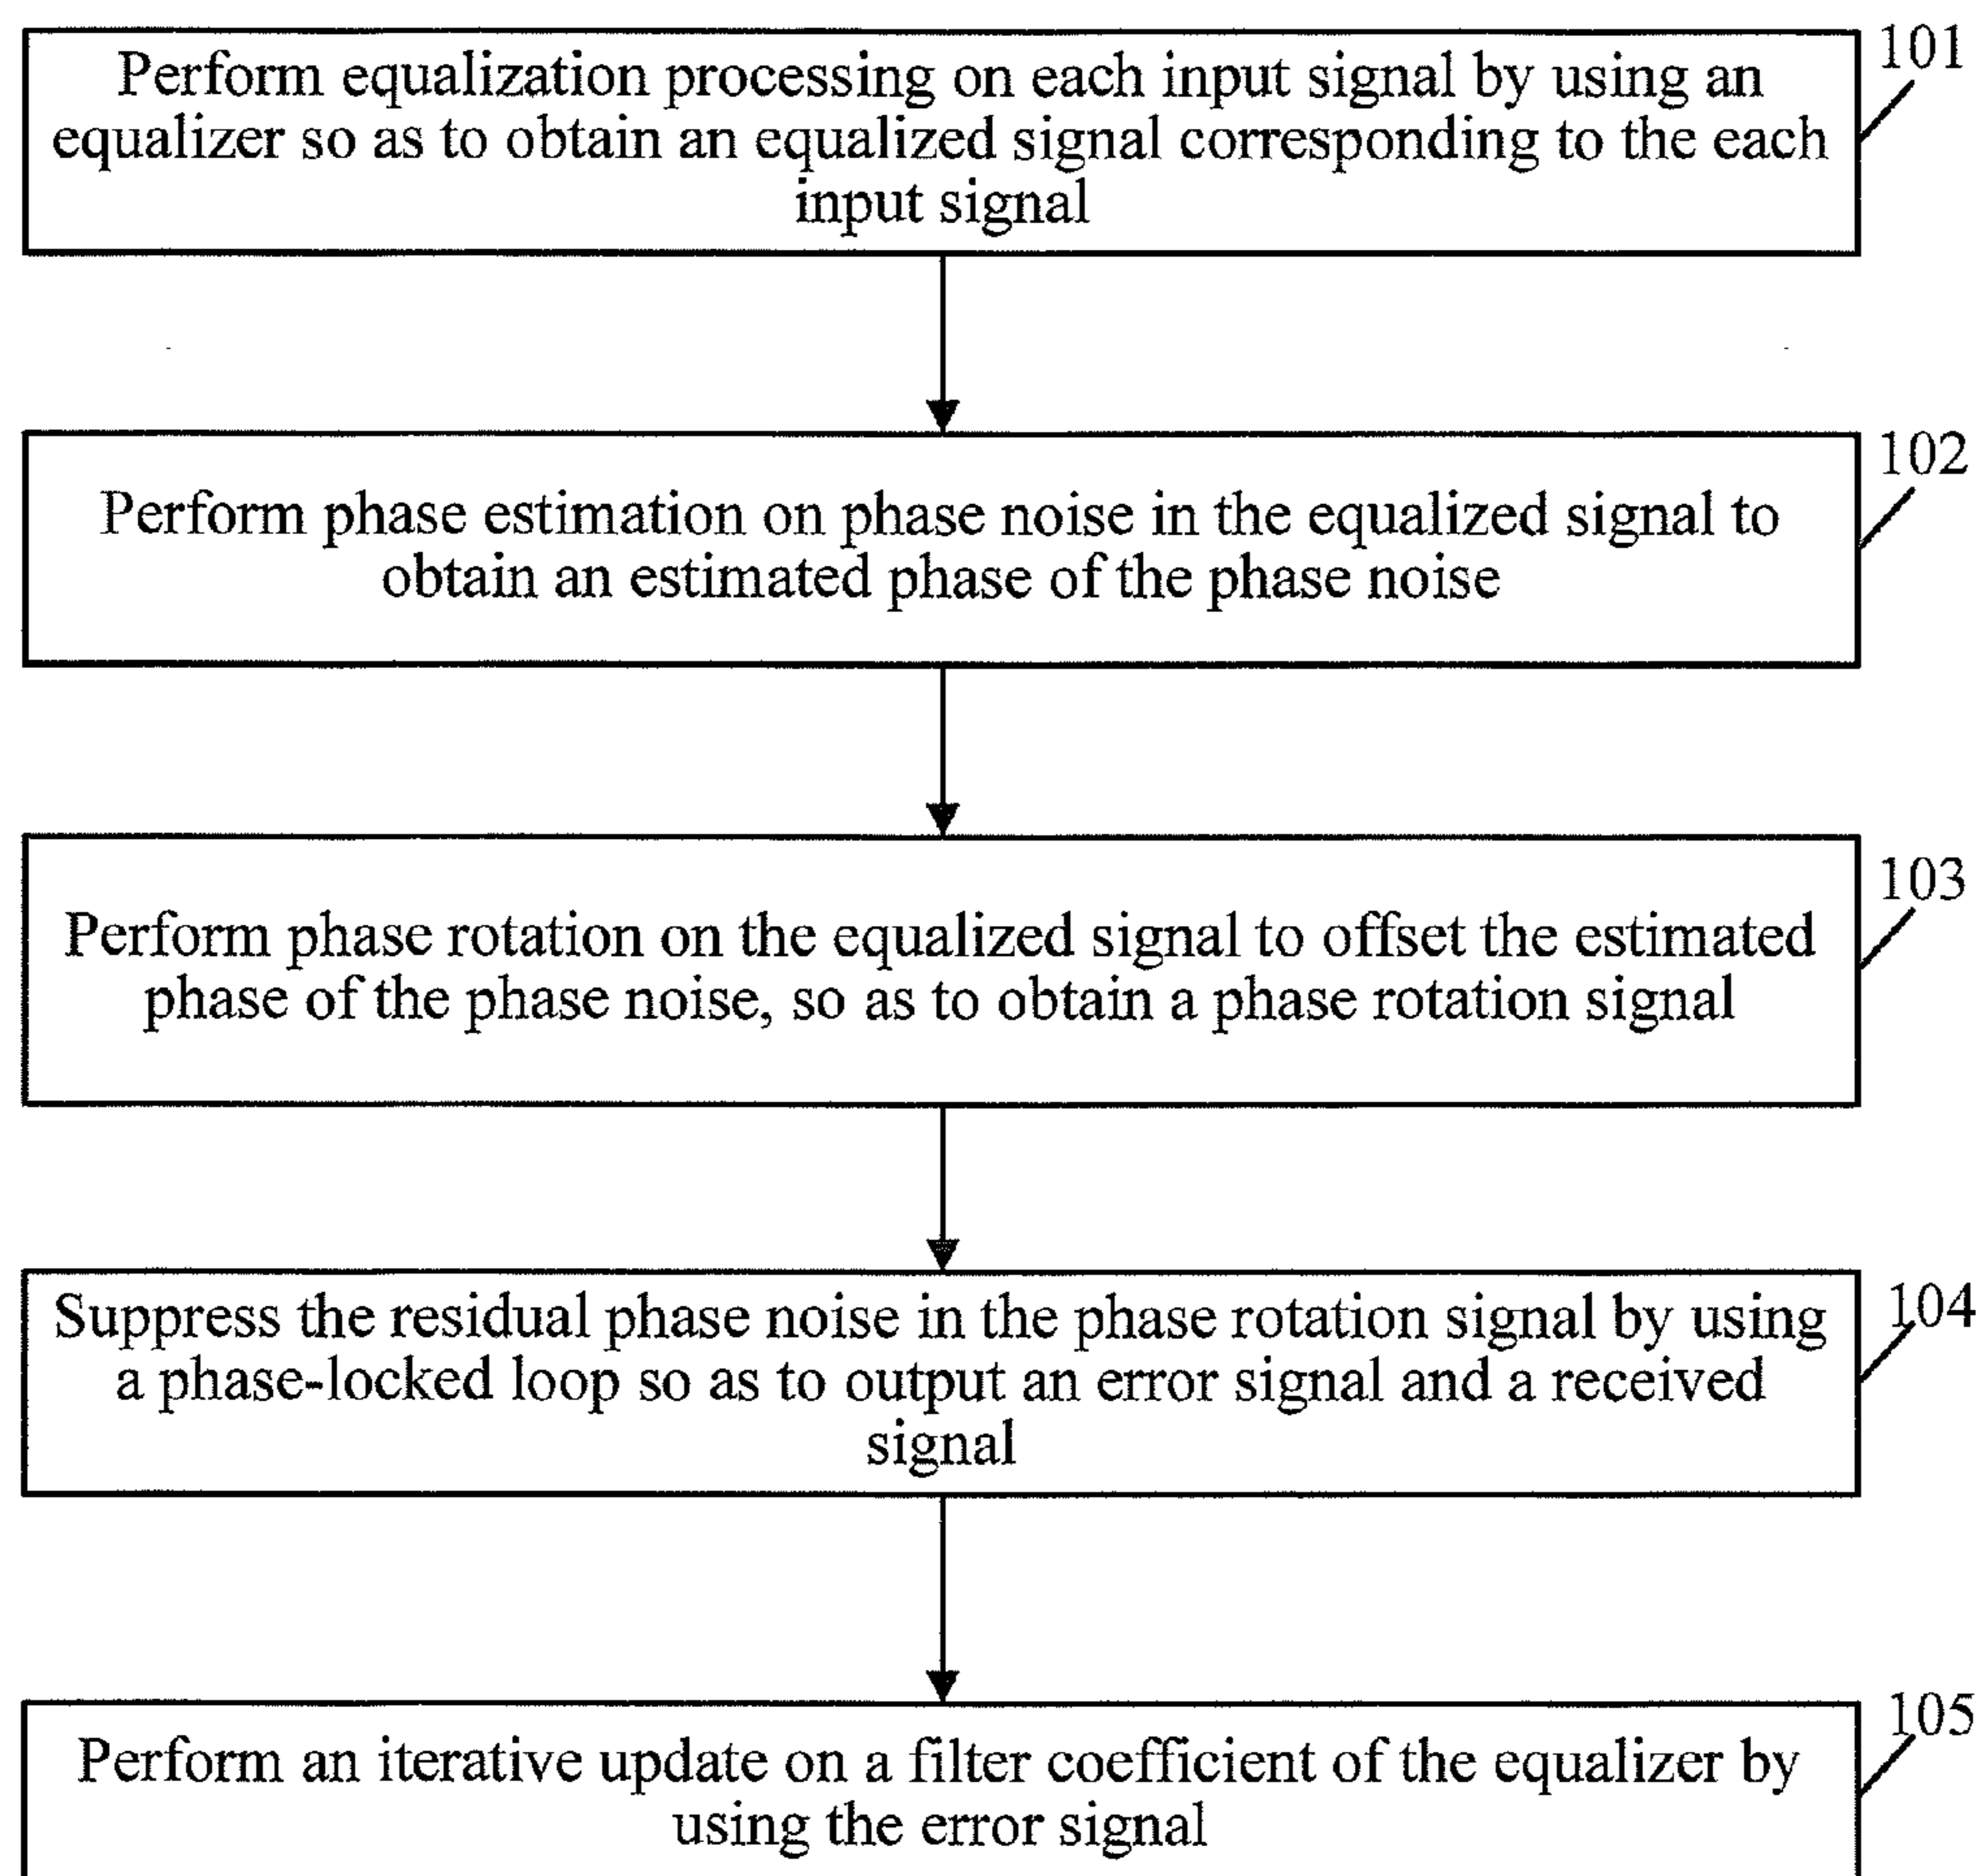 101
Perform equalization processing on each input signal by using an
equalizer so as to obtain an equalized signal corresponding to the each
input signal
102
Perform phase estimation on phase noise in the equalized signal to
obtain an estimated phase of the phase noise
103
Perform phase rotation on the equalized signal to offset the estimated
phase of the phase noise, so as to obtain a phase rotation signal
104
Suppress the residual phase noise in the phase rotation signal by using
a phase-locked loop so as to output an error signal and a received
signal
105
Perform an iterative update on a filter coefficient of the equalizer by
using the error signal